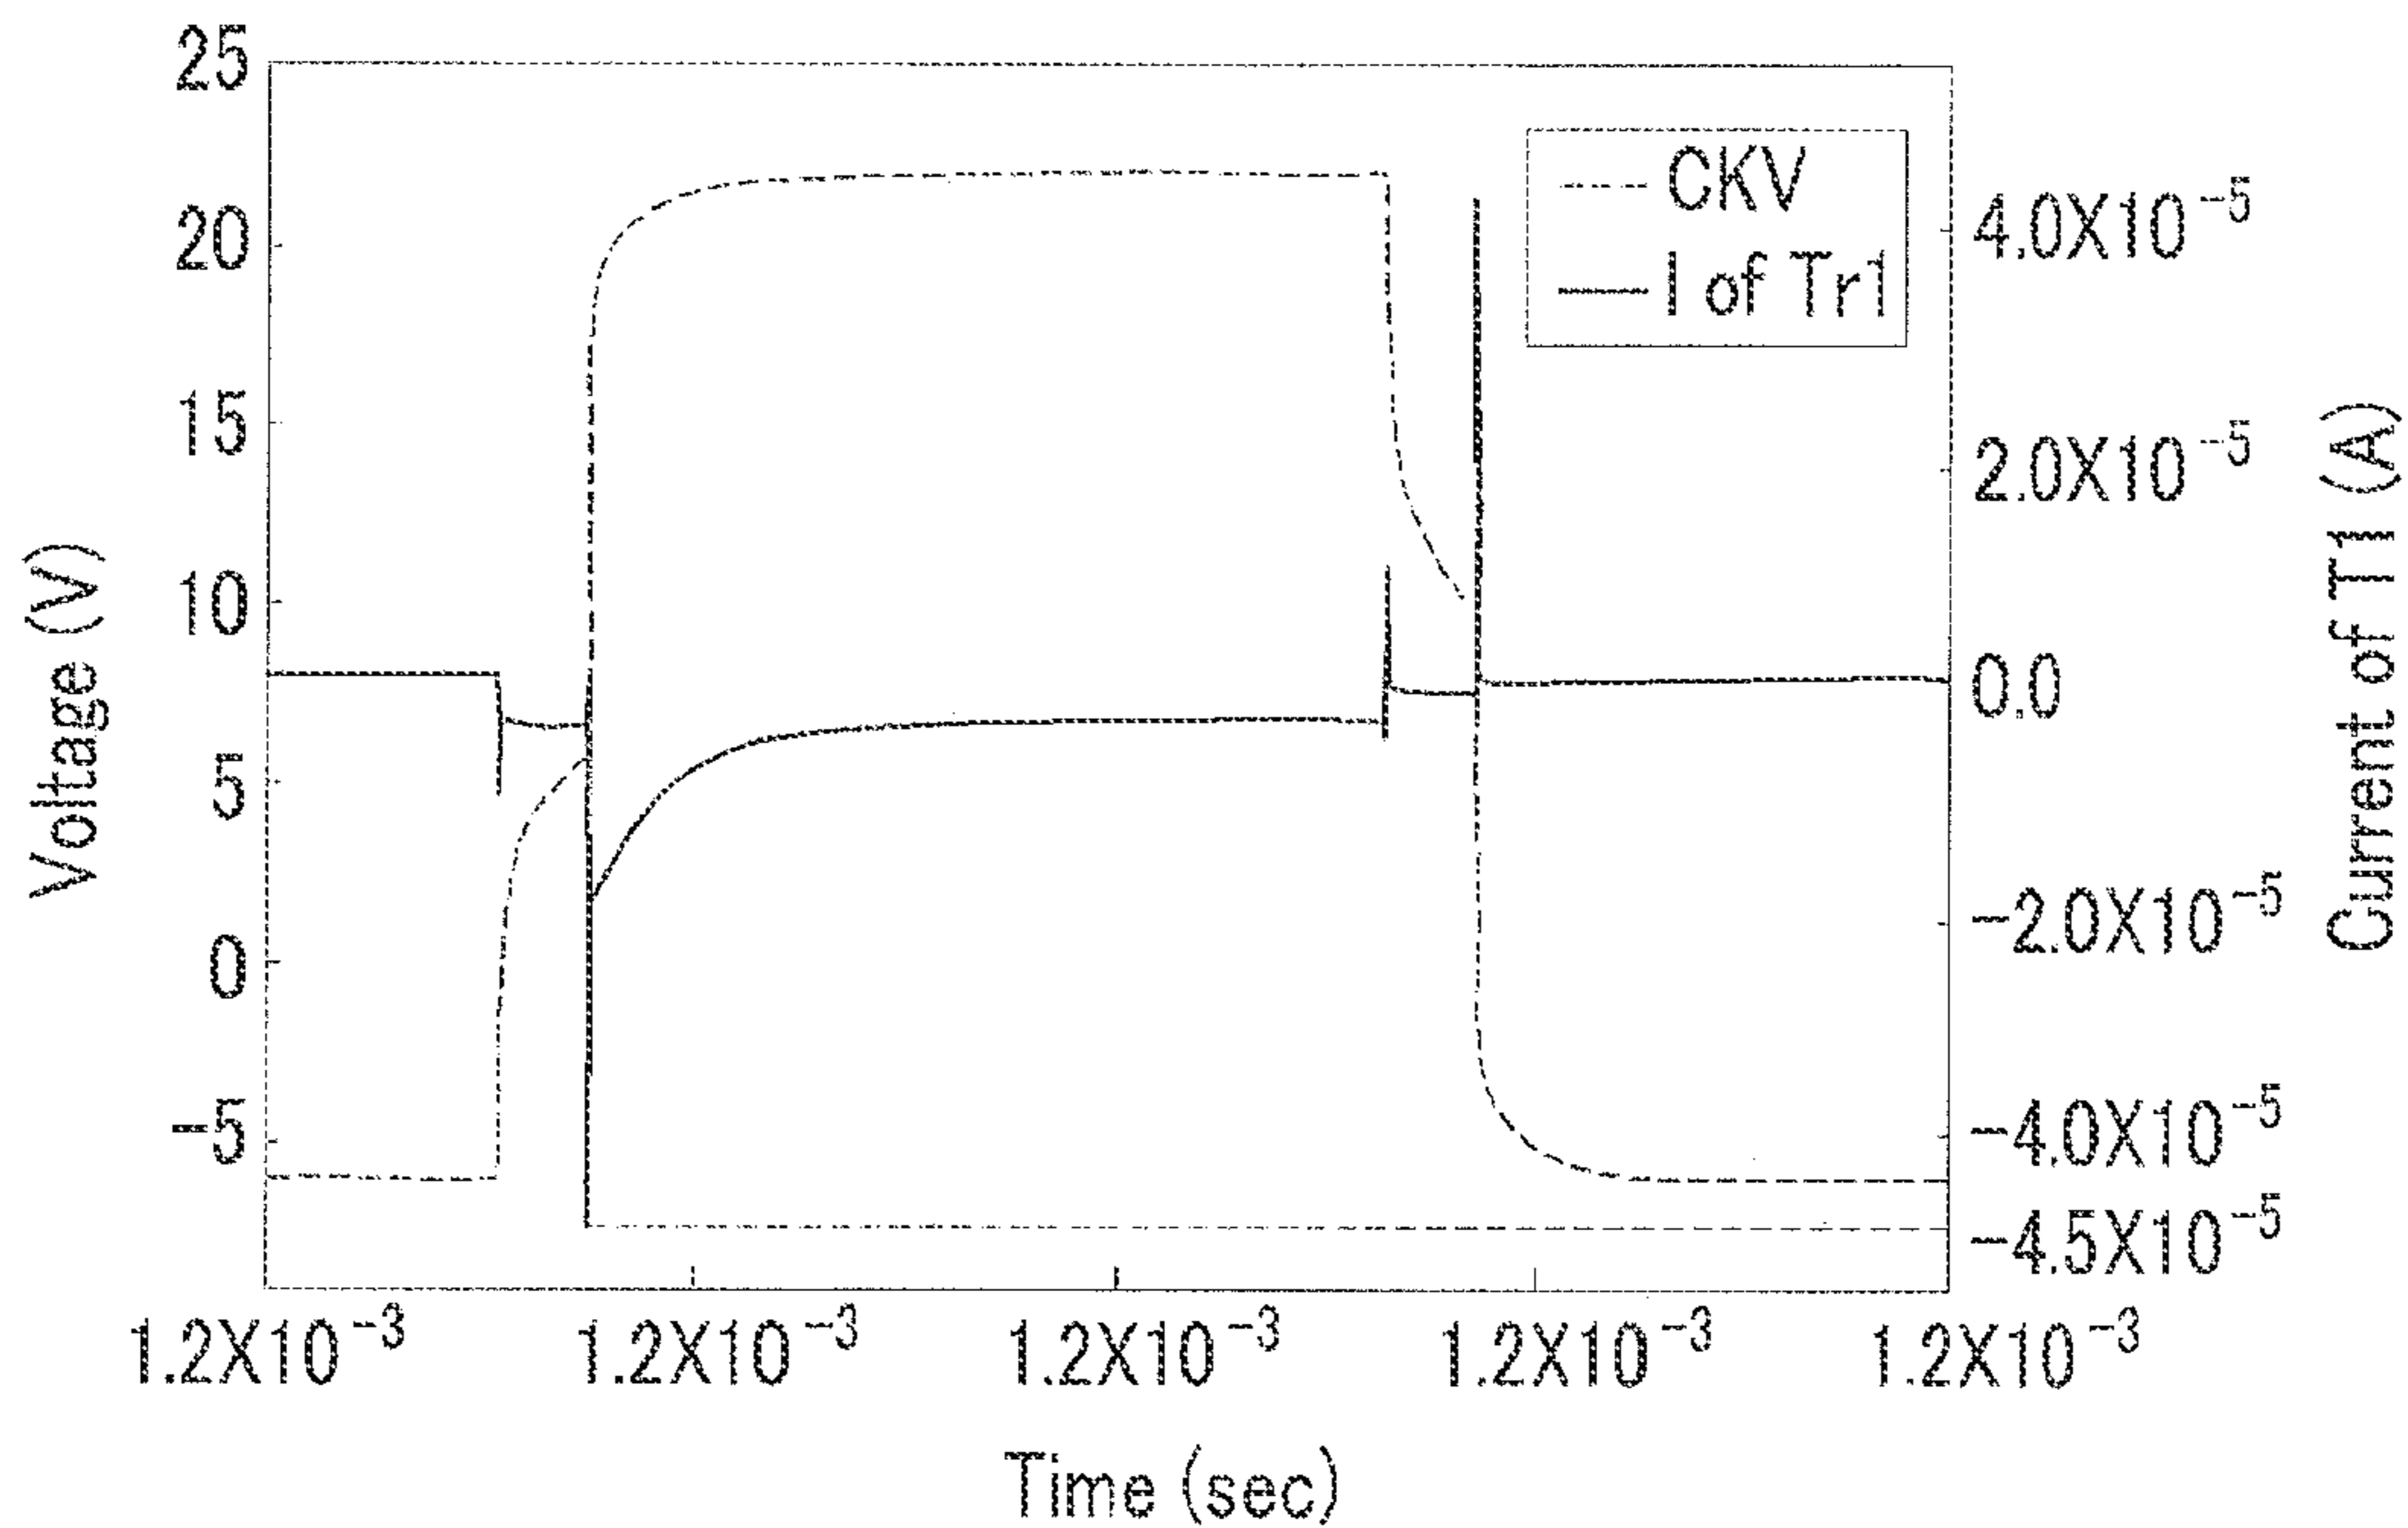 25
20
15
10
5
0
-5
Voltage (V)
CKV
I of Tr1
4.0X10⁻⁵
2.0X10⁻⁵
0.0
-2.0X10⁻⁵
-4.0X10⁻⁵
-4.5X10⁻⁵
Current of T1 (A)
1.2X10⁻³ 1.2X10⁻³ 1.2X10⁻³ 1.2X10⁻³ 1.2X10⁻³
Time (sec)